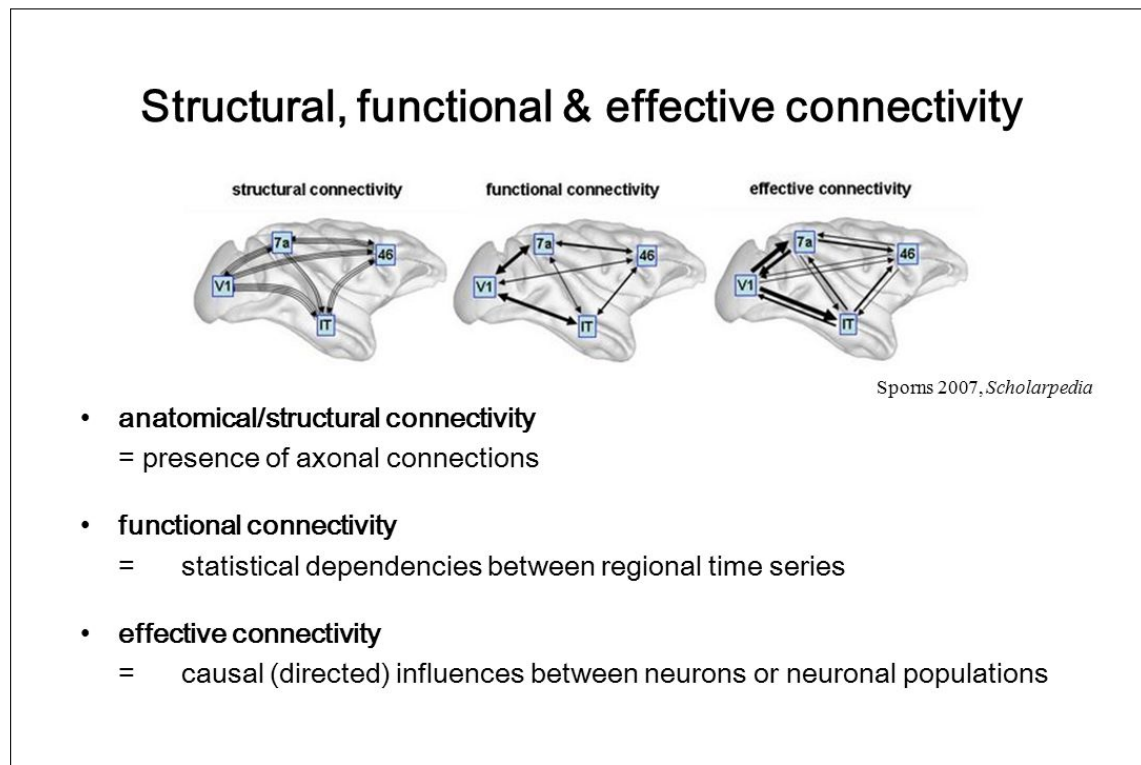 Structural, functional & effective connectivity
structural connectivity
functional connectivity
effective connectivity
7a
46
V1
IT
7a
46
V1
IT
7a
46
V1
IT
Sporns 2007, Scholarpedia
• anatomical/structural connectivity
= presence of axonal connections
• functional connectivity
= statistical dependencies between regional time series
• effective connectivity
= causal (directed) influences between neurons or neuronal populations